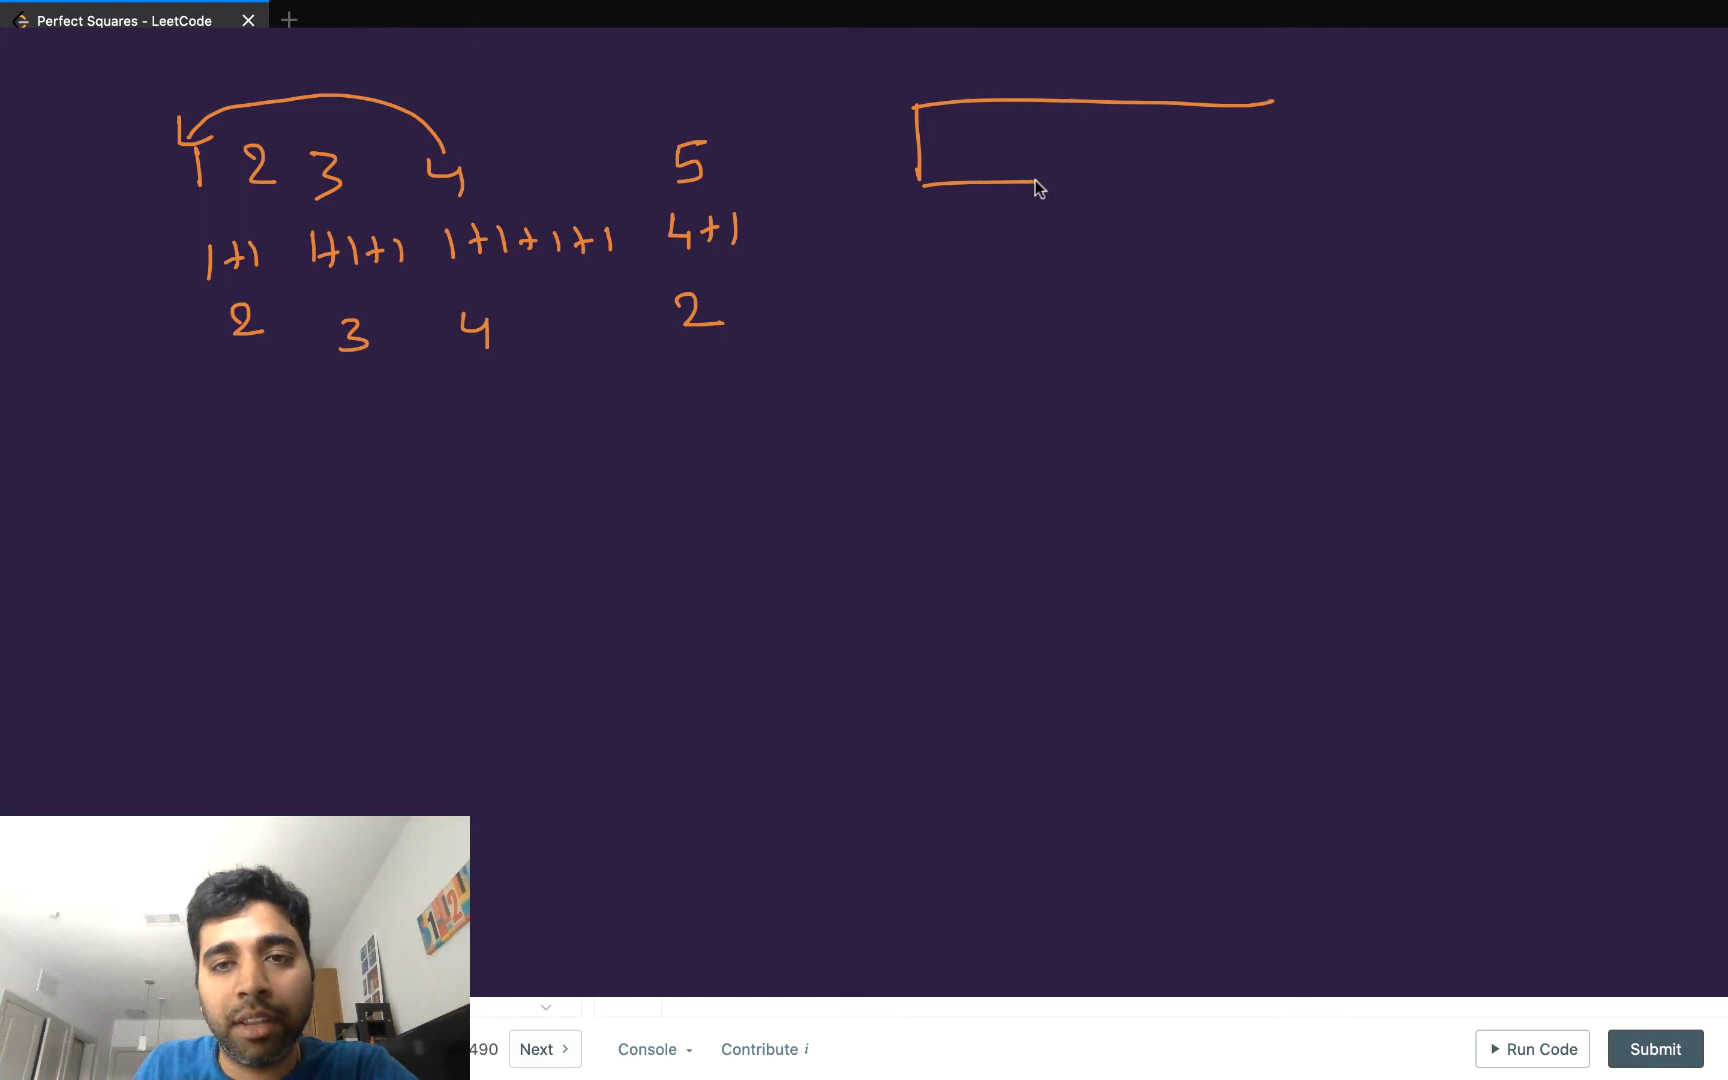 Perfect Squares - LeetCode
1 2 3 4 5
1+1 1+1+1 1+1+1+1 4+1
2 3 4 2
490 Next Console Contribute i Run Code Submit